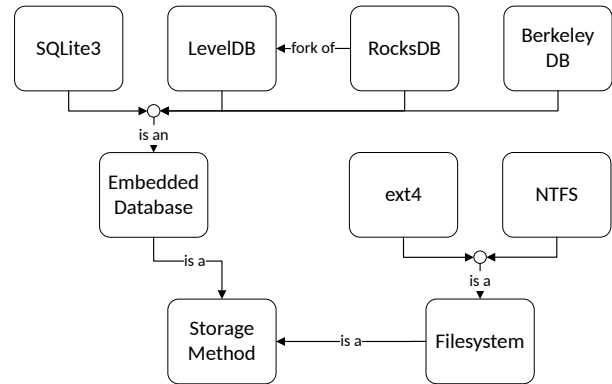 SQLite3
LevelDB
fork of
RocksDB
Berkeley
DB
is an
Embedded
Database
ext4
NTFS
is a
is a
Storage
Method
is a
Filesystem